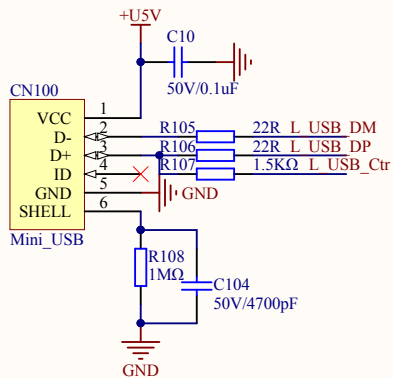 +U5V
C10
50V/0.1uF
CN100
VCC 1
D- 2 R105 22R L_USB_DM
D+ 3 R106 22R L_USB_DP
ID 4 R107 1.5KΩ L_USB_Ctr
GND 5 GND
SHELL 6
Mini_USB
R108
1MΩ
C104
50V/4700pF
GND